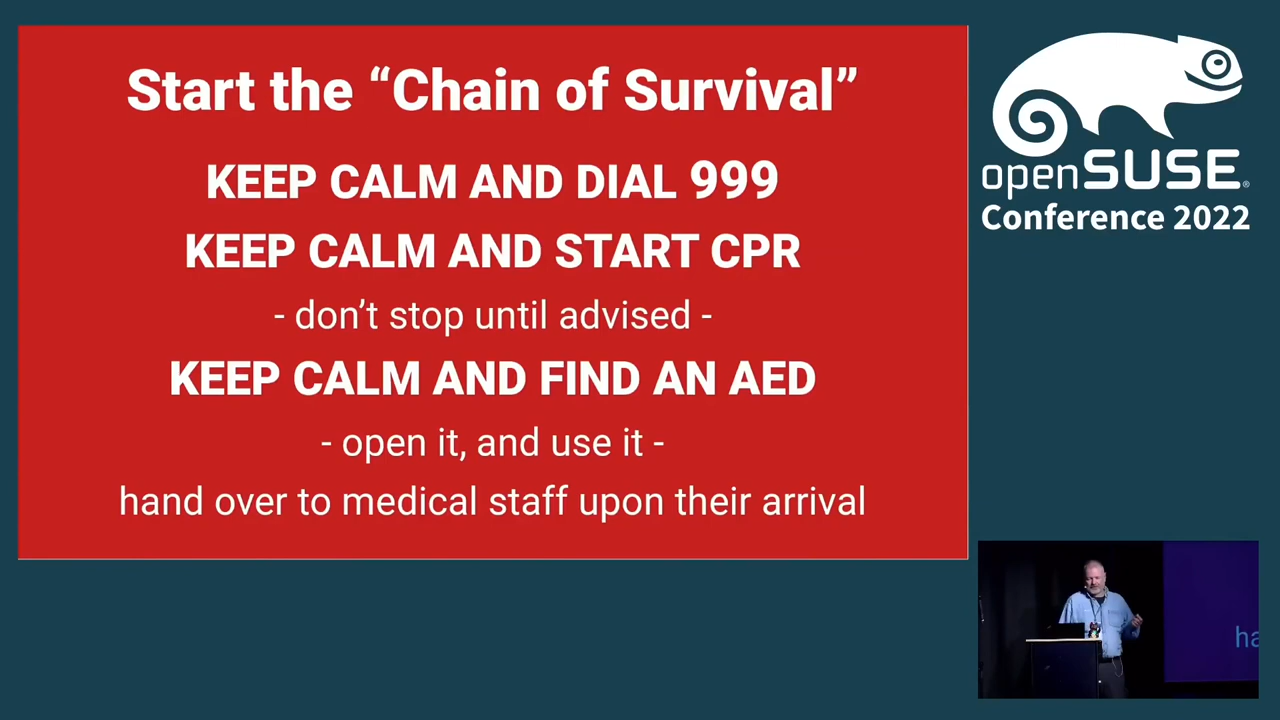 Start the “Chain of Survival”
KEEP CALM AND DIAL 999
KEEP CALM AND START CPR
- don’t stop until advised -
KEEP CALM AND FIND AN AED
- open it, and use it -
hand over to medical staff upon their arrival
openSUSE®
Conference 2022
ha